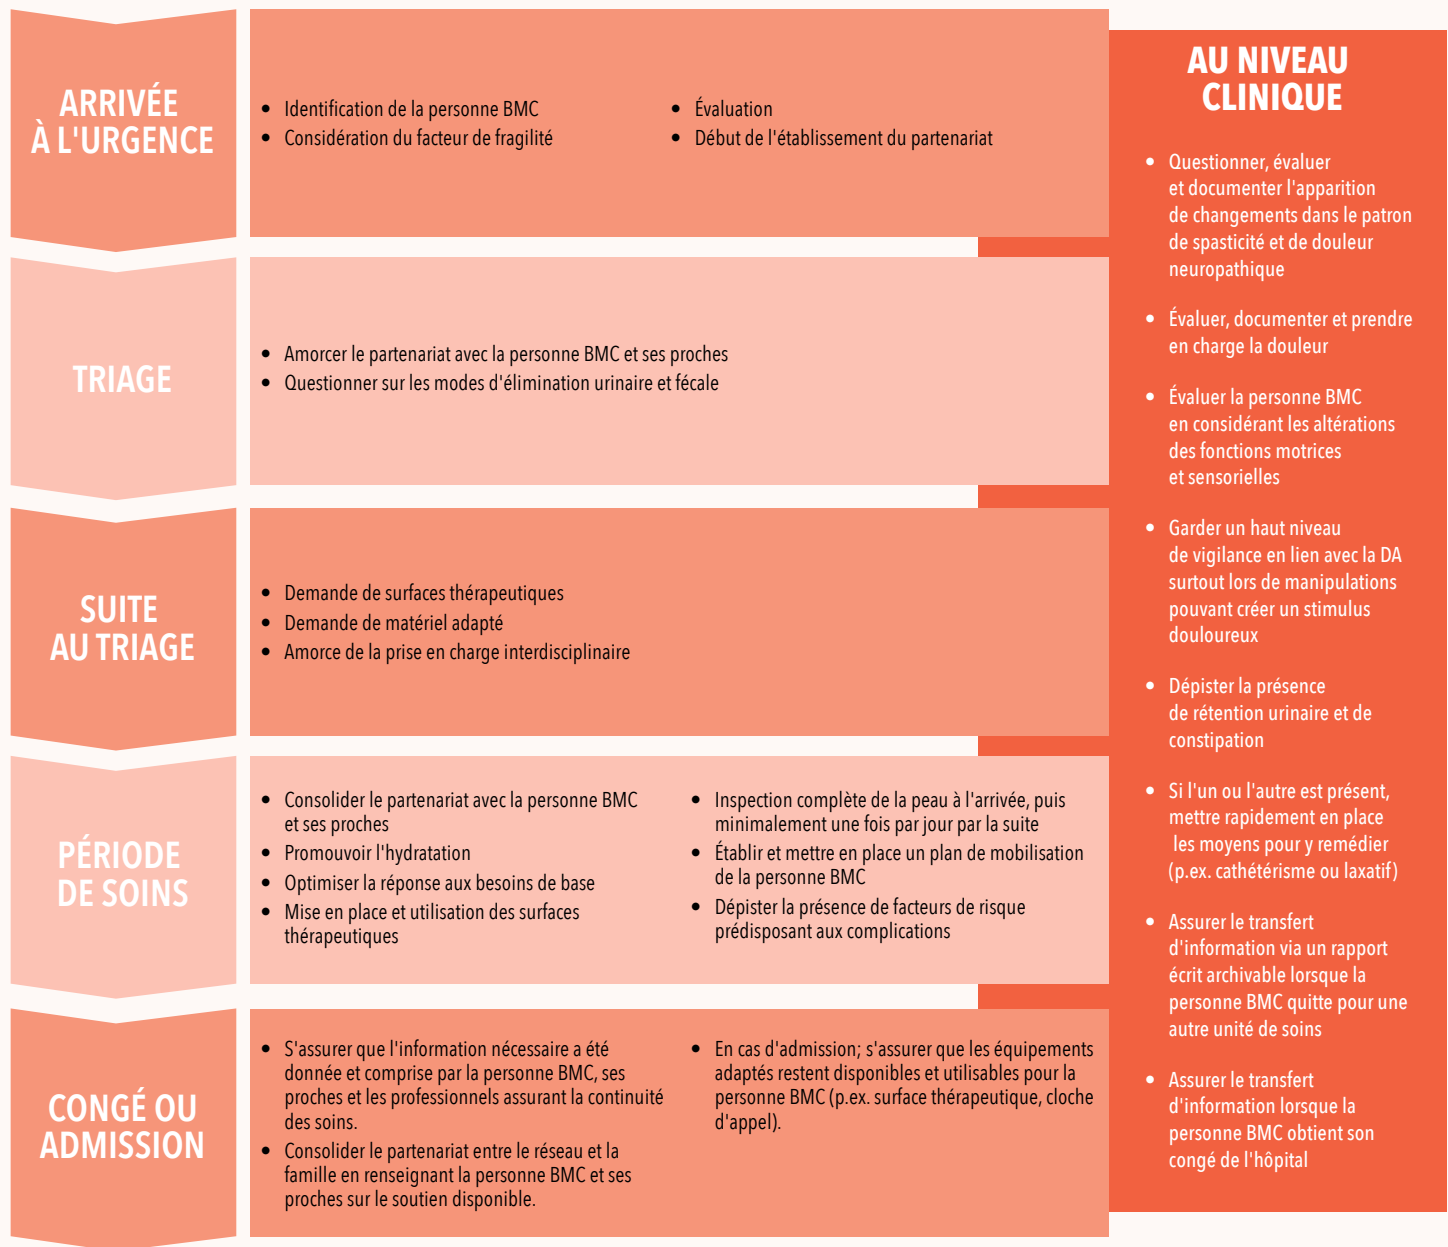 ARRIVÉE
À L'URGENCE
• Identification de la personne BMC
• Considération du facteur de fragilité
• Évaluation
• Début de l'établissement du partenariat
TRIAGE
• Amorcer le partenariat avec la personne BMC et ses proches
• Questionner sur les modes d'élimination urinaire et fécale
SUITE
AU TRIAGE
• Demande de surfaces thérapeutiques
• Demande de matériel adapté
• Amorce de la prise en charge interdisciplinaire
PÉRIODE
DE SOINS
• Consolider le partenariat avec la personne BMC
et ses proches
• Promouvoir l'hydratation
• Optimiser la réponse aux besoins de base
• Mise en place et utilisation des surfaces
thérapeutiques
• Inspection complète de la peau à l'arrivée, puis
minimalement une fois par jour par la suite
• Établir et mettre en place un plan de mobilisation
de la personne BMC
• Dépister la présence de facteurs de risque
prédisposant aux complications
CONGÉ OU
ADMISSION
• S'assurer que l'information nécessaire a été
donnée et comprise par la personne BMC, ses
proches et les professionnels assurant la continuité
des soins.
• Consolider le partenariat entre le réseau et la
famille en renseignant la personne BMC et ses
proches sur le soutien disponible.
• En cas d'admission; s'assurer que les équipements
adaptés restent disponibles et utilisables pour la
personne BMC (p.ex. surface thérapeutique, cloche
d'appel).
AU NIVEAU
CLINIQUE
• Questionner, évaluer
et documenter l'apparition
de changements dans le patron
de spasticité et de douleur
neuropathique
• Évaluer, documenter et prendre
en charge la douleur
• Évaluer la personne BMC
en considérant les altérations
des fonctions motrices
et sensorielles
• Garder un haut niveau
de vigilance en lien avec la DA
surtout lors de manipulations
pouvant créer un stimulus
douloureux
• Dépister la présence
de rétention urinaire et de
constipation
• Si l'un ou l'autre est présent,
mettre rapidement en place
les moyens pour y remédier
(p.ex. cathétérisme ou laxatif)
• Assurer le transfert
d'information via un rapport
écrit archivable lorsque la
personne BMC quitte pour une
autre unité de soins
• Assurer le transfert
d'information lorsque la
personne BMC obtient son
congé de l'hôpital